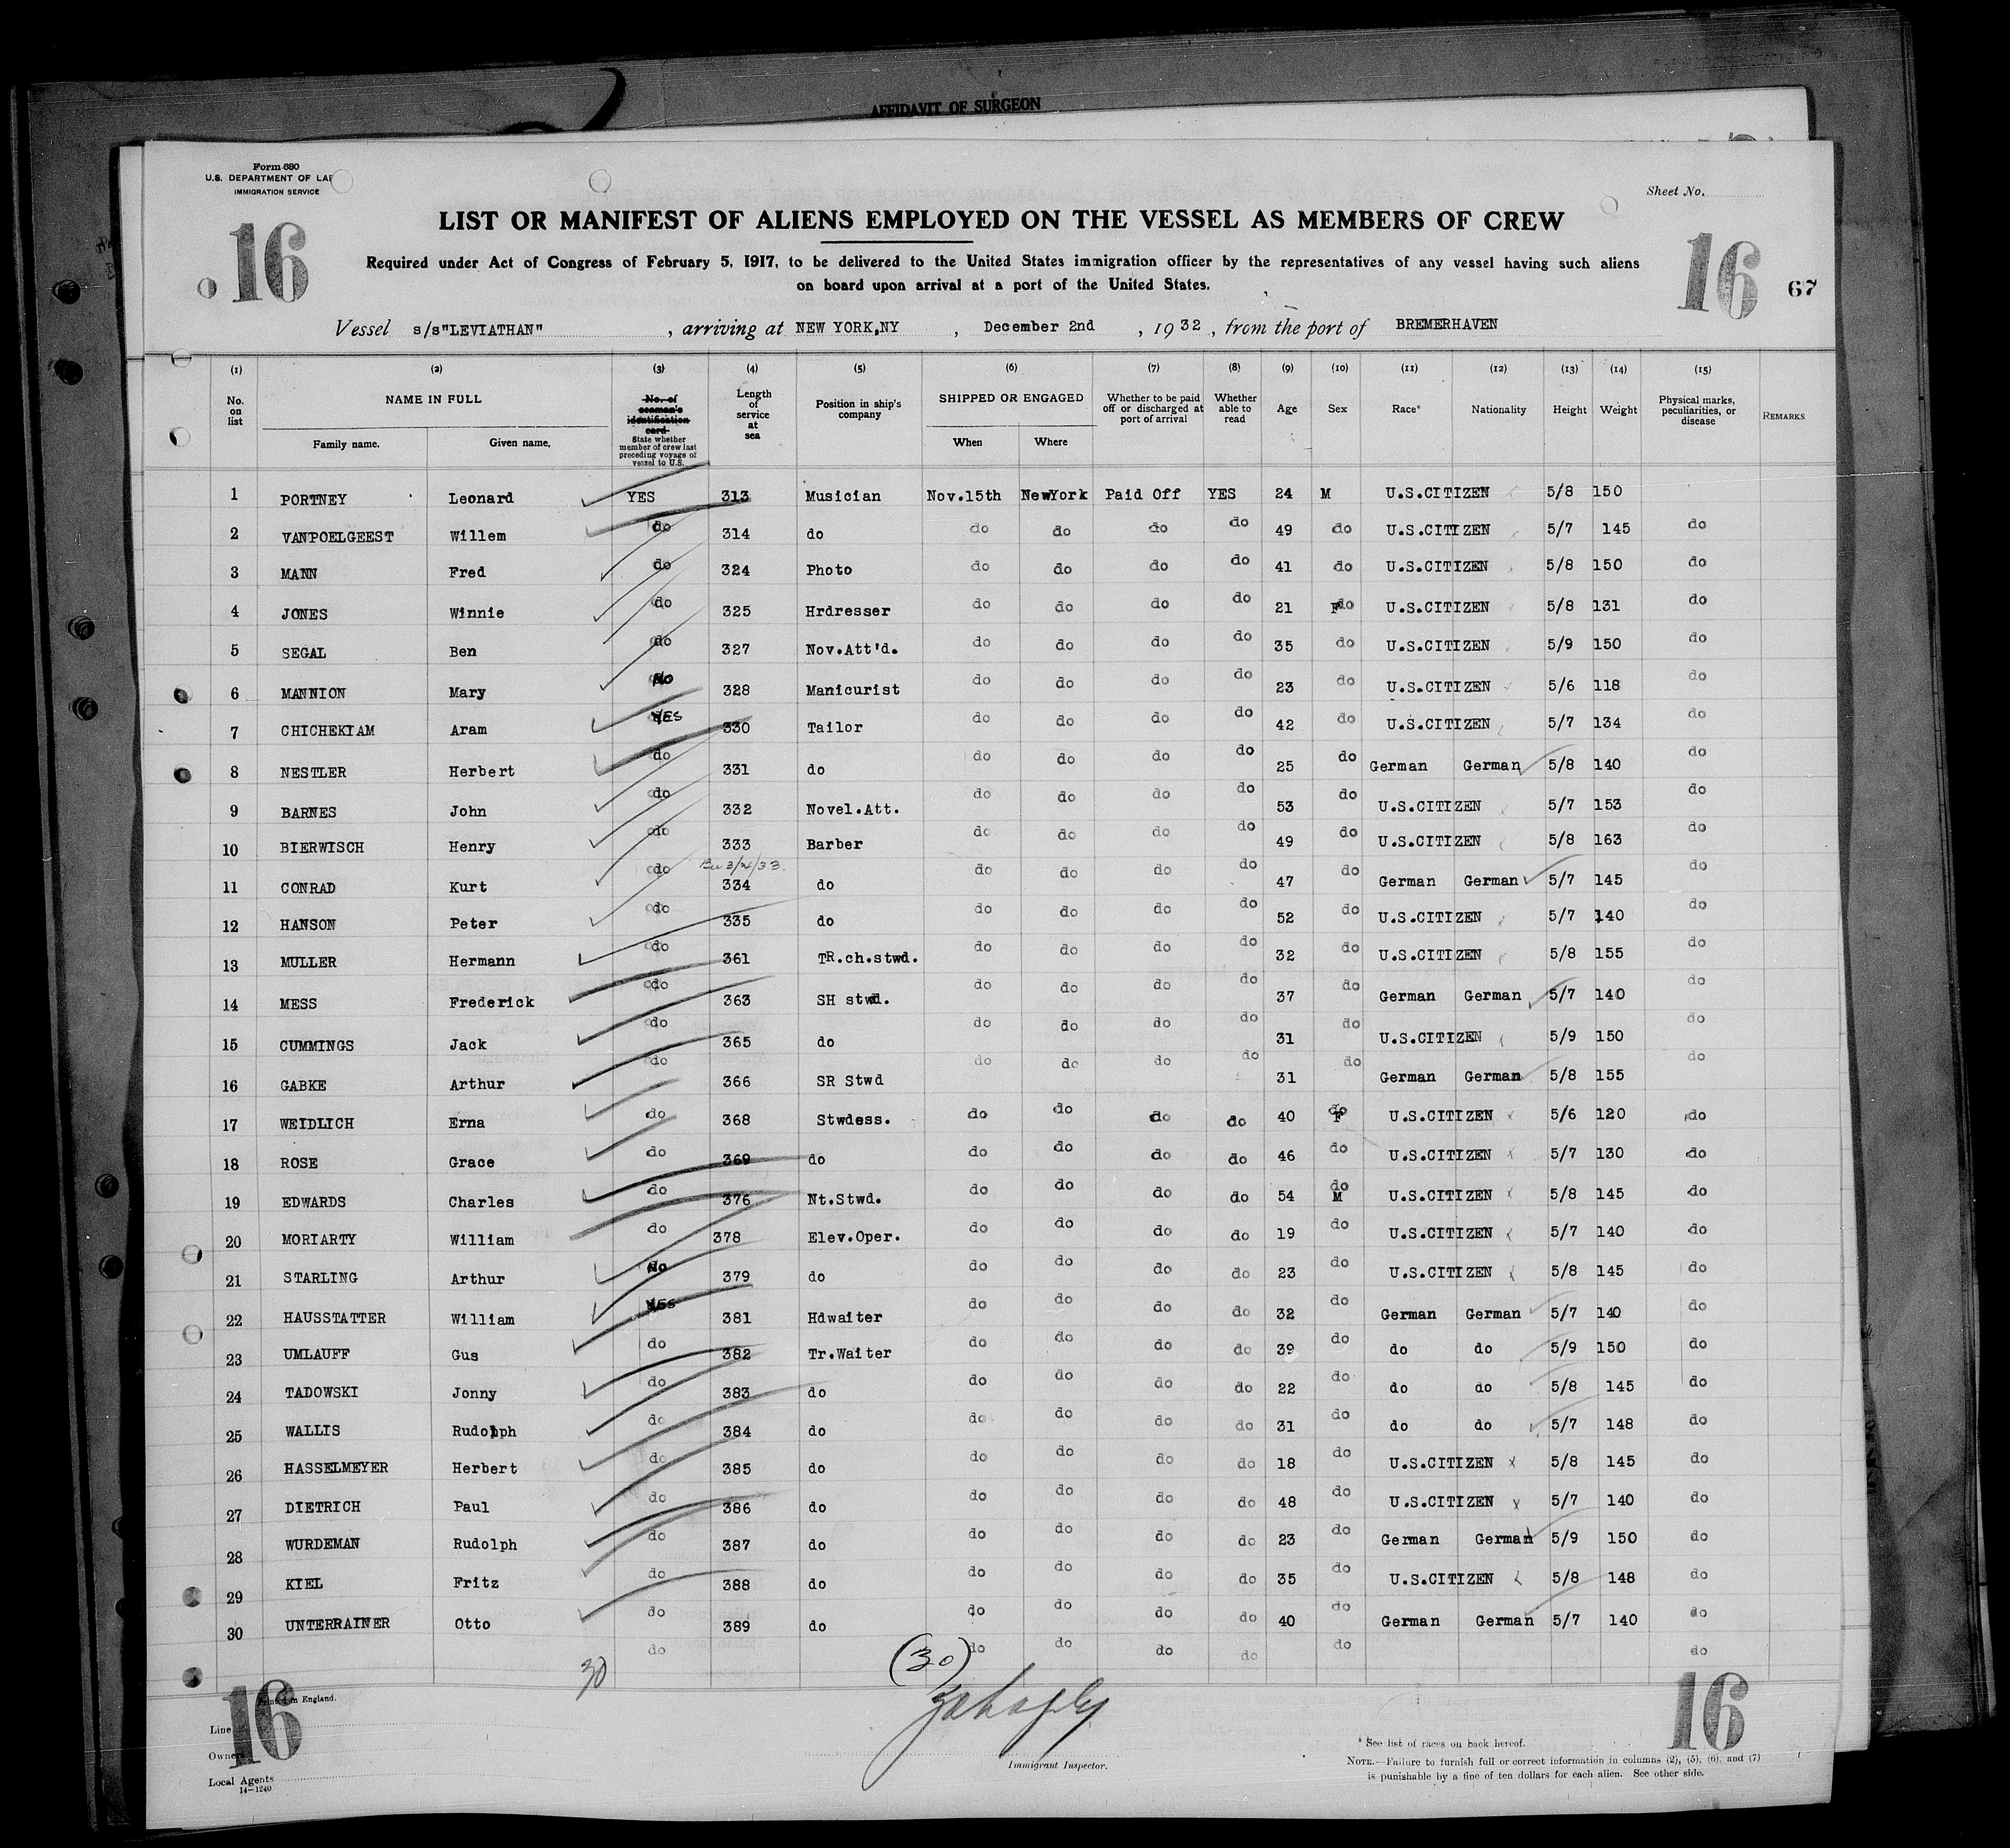 AFFIDAVIT OF SURGEON
Form 680
U.S. DEPARTMENT OF LAB
IMMIGRATION SERVICE
Sheet No.
16
LIST OR MANIFEST OF ALIENS EMPLOYED ON THE VESSEL AS MEMBERS OF CREW
16
67
Required under Act of Congress of February 5, 1917, to be delivered to the United States immigration officer by the representatives of any vessel having such aliens
on board upon arrival at a port of the United States.
Vessel s/s"LEVIATHAN" , arriving at NEW YORK,NY , December 2nd , 1932 , from the port of BREMERHAVEN
(1) (2) (3) (4) (5) (6) (7) (8) (9) (10) (11) (12) (13) (14) (15)
No. on list NAME IN FULL Family name. Given name. No. of seaman's identification card State whether member of crew last preceding voyage of vessel to U.S. Length of service at sea Position in ship's company SHIPPED OR ENGAGED When Where Whether to be paid off or discharged at port of arrival Whether able to read Age Sex Race* Nationality Height Weight Physical marks, peculiarities, or disease REMARKS
1 PORTNEY Leonard YES 313 Musician Nov.15th NewYork Paid Off YES 24 M U.S.CITIZEN 5/8 150
2 VANPOELGEEST Willem do 314 do do do do do 49 do U.S.CITIZEN 5/7 145 do
3 MANN Fred do 324 Photo do do do do 41 do U.S.CITIZEN 5/8 150 do
4 JONES Winnie do 325 Hrdresser do do do do 21 F do U.S.CITIZEN 5/8 131 do
5 SEGAL Ben do 327 Nov.Att'd. do do do do 35 do U.S.CITIZEN 5/9 150 do
6 MANNION Mary No 328 Manicurist do do do do 23 do U.S.CITIZEN 5/6 118 do
7 CHICHEKIAM Aram YES 330 Tailor do do do do 42 do U.S.CITIZEN 5/7 134 do
8 NESTLER Herbert do 331 do do do do do 25 do German German 5/8 140 do
9 BARNES John do 332 Novel.Att. do do do do 53 do U.S.CITIZEN 5/7 153 do
10 BIERWISCH Henry do 333 Barber do do do do 49 do U.S.CITIZEN 5/8 163 do
3/2/33.
11 CONRAD Kurt do 334 do do do do do 47 do German German 5/7 145 do
12 HANSON Peter do 335 do do do do do 52 do U.S.CITIZEN 5/7 140 do
13 MULLER Hermann do 361 TR.ch.stwd. do do do do 32 do U.S.CITIZEN 5/8 155 do
14 MESS Frederick do 363 SH stwd. do do do do 37 do German German 5/7 140 do
15 CUMMINGS Jack do 365 do do do do do 31 do U.S.CITIZEN 5/9 150 do
16 GABKE Arthur do 366 SR Stwd do do do do 31 do German German 5/8 155 do
17 WEIDLICH Erna do 368 Stwdess. do do do do 40 do F U.S.CITIZEN 5/6 120 do
18 ROSE Grace do 369 do do do do do 46 do U.S.CITIZEN 5/7 130 do
19 EDWARDS Charles do 376 Nt.Stwd. do do do do 54 do M U.S.CITIZEN 5/8 145 do
20 MORIARTY William do 378 Elev.Oper. do do do do 19 do U.S.CITIZEN 5/7 140 do
21 STARLING Arthur No 379 do do do do do 23 do U.S.CITIZEN 5/8 145 do
22 HAUSSTATTER William YES 381 Hdwaiter do do do do 32 do German German 5/7 140 do
23 UMLAUFF Gus do 382 Tr.Waiter do do do do 39 do do do 5/9 150 do
24 TADOWSKI Jonny do 383 do do do do do 22 do do do 5/8 145 do
25 WALLIS Rudolph do 384 do do do do do 31 do do do 5/7 148 do
26 HASSELMEYER Herbert do 385 do do do do do 18 do U.S.CITIZEN 5/8 145 do
27 DIETRICH Paul do 386 do do do do do 48 do U.S.CITIZEN 5/7 140 do
28 WURDEMAN Rudolph do 387 do do do do do 23 do German German 5/9 150 do
29 KIEL Fritz do 388 do do do do do 35 do U.S.CITIZEN 5/8 148 do
30 UNTERRAINER Otto do 389 do do do do do 40 do German German 5/7 140 do
do do do do do do do
30 (30)
16
Printed in England.
16
Line
Owners
Local Agents
14-1240
Immigrant Inspector.
* See list of races on back hereof.
NOTE.—Failure to furnish full or correct information in columns (2), (5), (6), and (7)
is punishable by a fine of ten dollars for each alien. See other side.